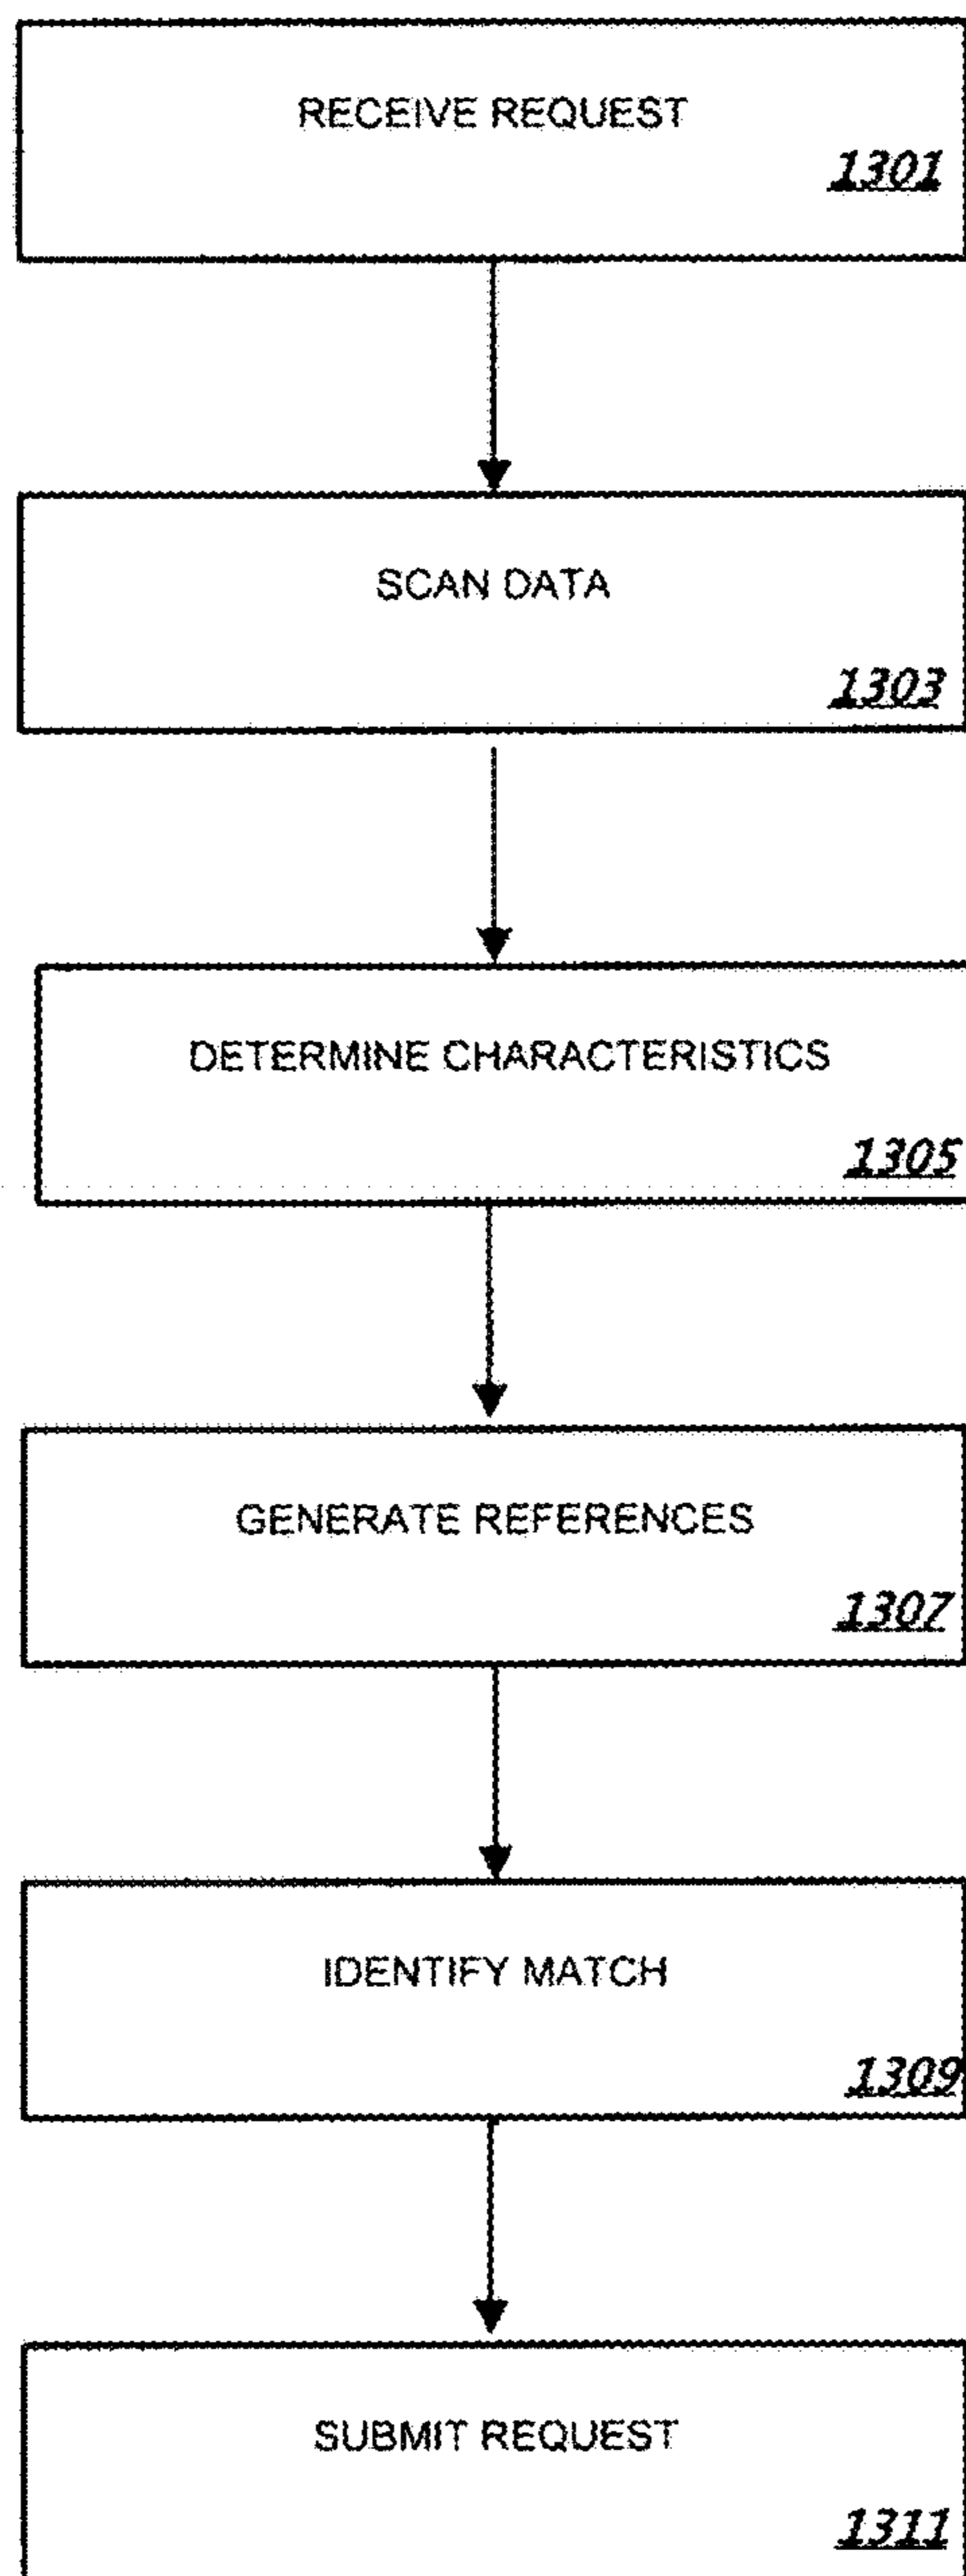 RECEIVE REQUEST
1301
SCAN DATA
1303
DETERMINE CHARACTERISTICS
1305
GENERATE REFERENCES
1307
IDENTIFY MATCH
1309
SUBMIT REQUEST
1311